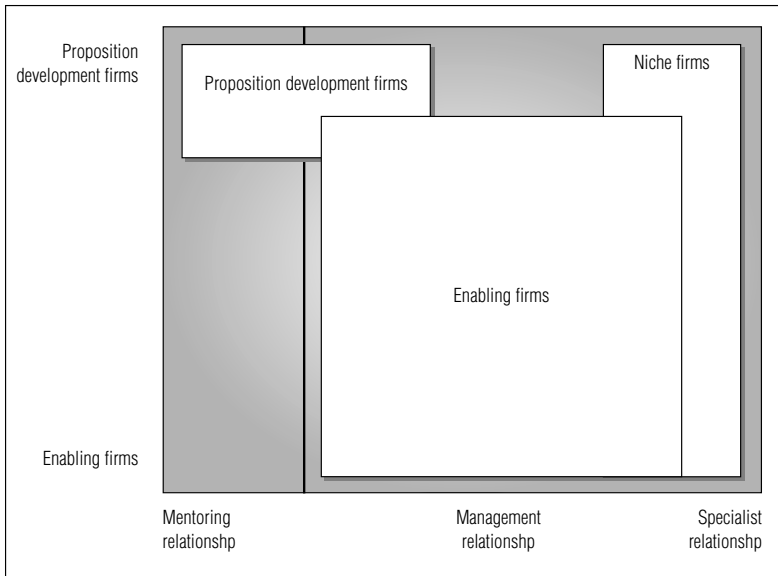 Proposition
development firms
Proposition development firms
Niche firms
Enabling firms
Enabling firms
Mentoring
relationshp
Management
relationshp
Specialist
relationshp